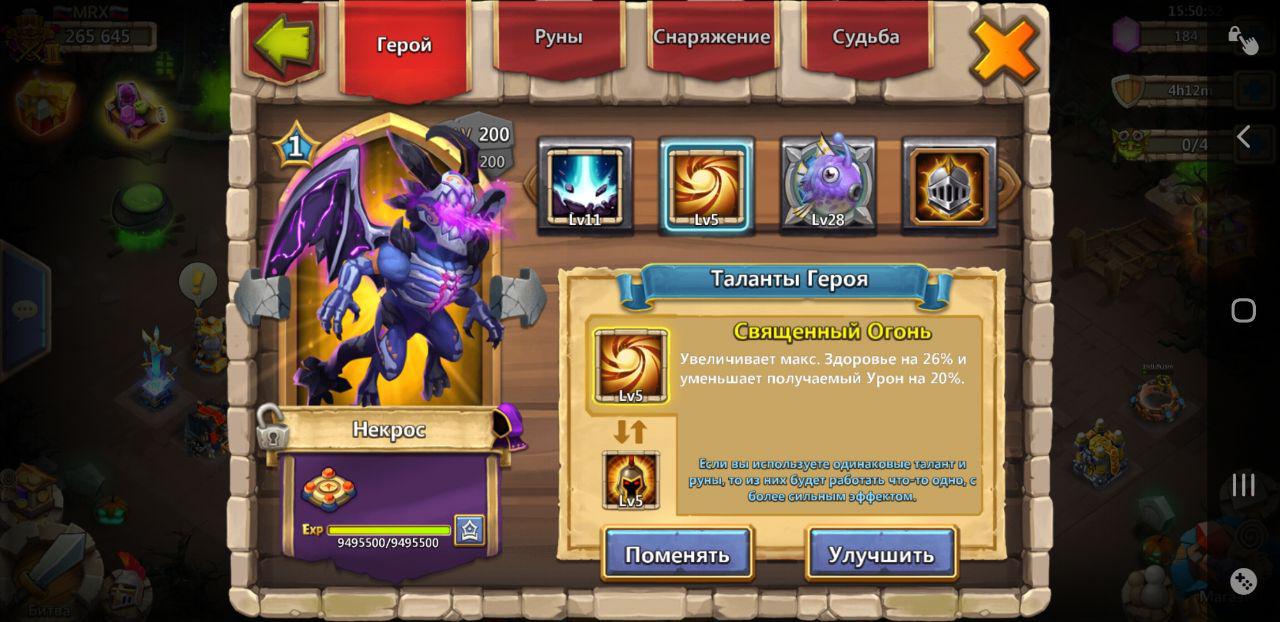 MRX
265 645
Герой
Руны
Снаряжение
Судьба
15:50:52
184
4h12m
0/4
1
200
200
Lv11
Lv5
Lv28
Таланты Героя
Священный Огонь
Увеличивает макс. Здоровье на 26% и
уменьшает получаемый Урон на 20%.
Lv5
Lv5
Если вы используете одинаковые талант и
руны, то из них будет работать что-то одно, с
более сильным эффектом.
Некрос
Exp
9495500/9495500
Поменять
Улучшить
Битва